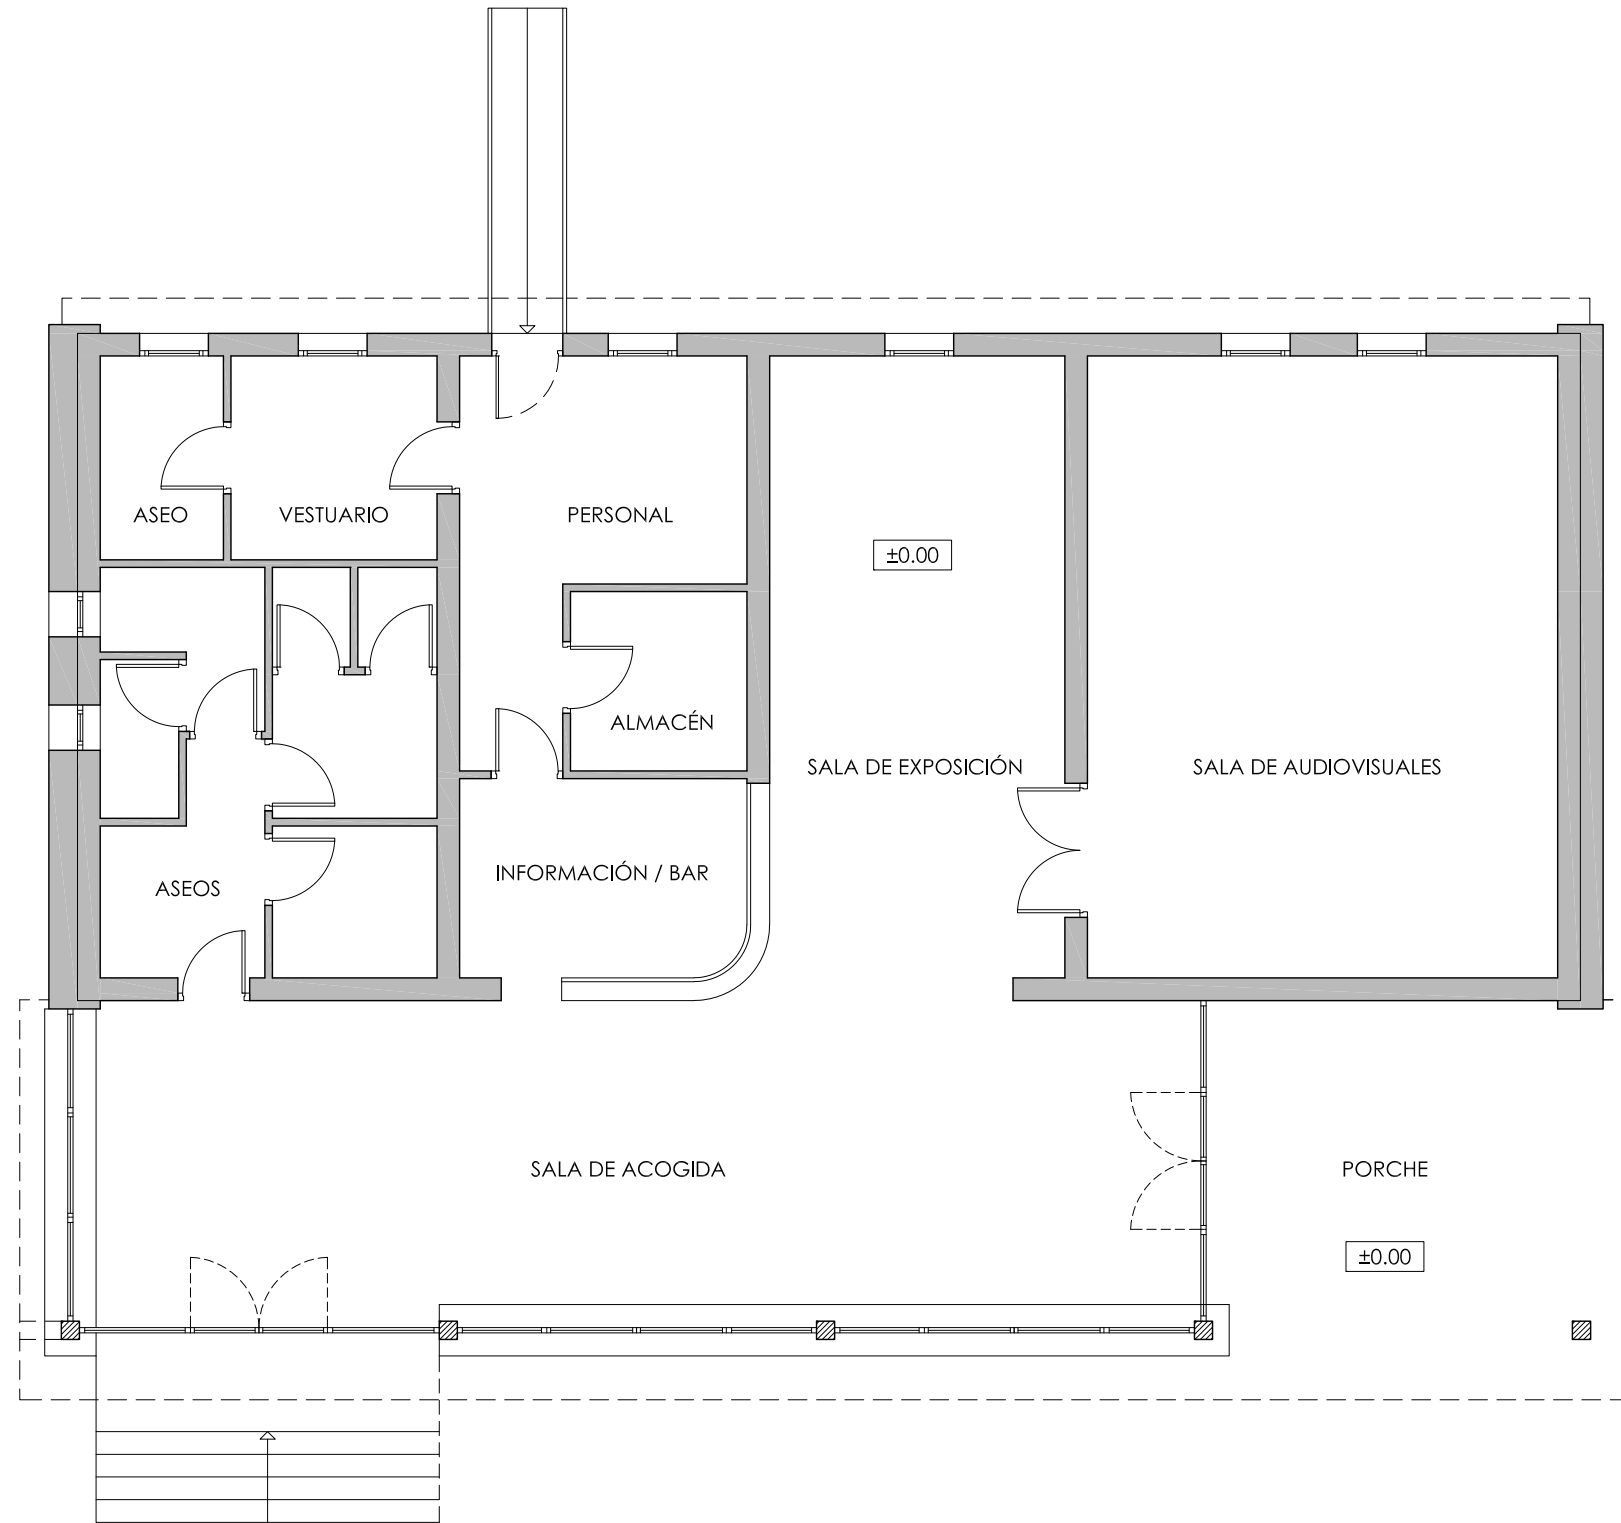 ASEO
VESTUARIO
PERSONAL
±0.00
ALMACÉN
SALA DE EXPOSICIÓN
SALA DE AUDIOVISUALES
INFORMACIÓN / BAR
ASEOS
SALA DE ACOGIDA
PORCHE
±0.00